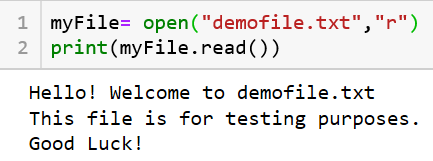 1 myFile= open("demofile.txt","r")
2 print(myFile.read())
Hello! Welcome to demofile.txt
This file is for testing purposes.
Good Luck!